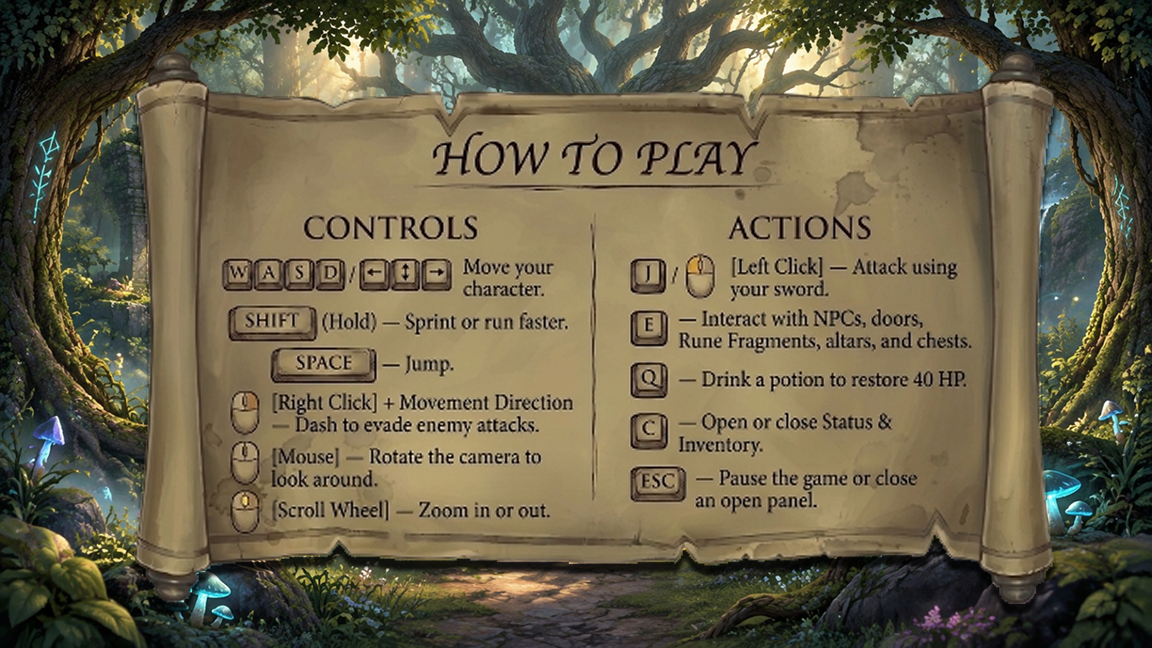 HOW TO PLAY
CONTROLS
W A S D / ← ↕ → Move your
character.
SHIFT (Hold) — Sprint or run faster.
SPACE — Jump.
[Right Click] + Movement Direction
— Dash to evade enemy attacks.
[Mouse] — Rotate the camera to
look around.
[Scroll Wheel] — Zoom in or out.
ACTIONS
J / [Left Click] — Attack using
your sword.
E — Interact with NPCs, doors,
Rune Fragments, altars, and chests.
Q — Drink a potion to restore 40 HP.
C — Open or close Status &
Inventory.
ESC — Pause the game or close
an open panel.